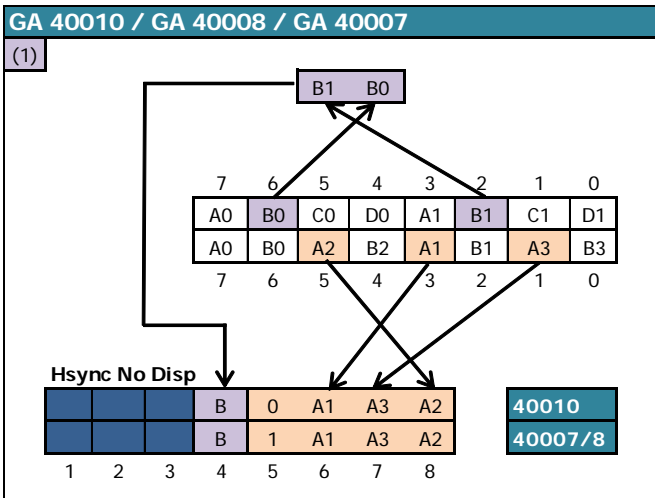 GA 40010 / GA 40008 / GA 40007
(1)
B1 B0
7 6 5 4 3 2 1 0
A0 B0 C0 D0 A1 B1 C1 D1
A0 B0 A2 B2 A1 B1 A3 B3
7 6 5 4 3 2 1 0
Hsync No Disp
B 0 A1 A3 A2 40010
B 1 A1 A3 A2 40007/8
1 2 3 4 5 6 7 8